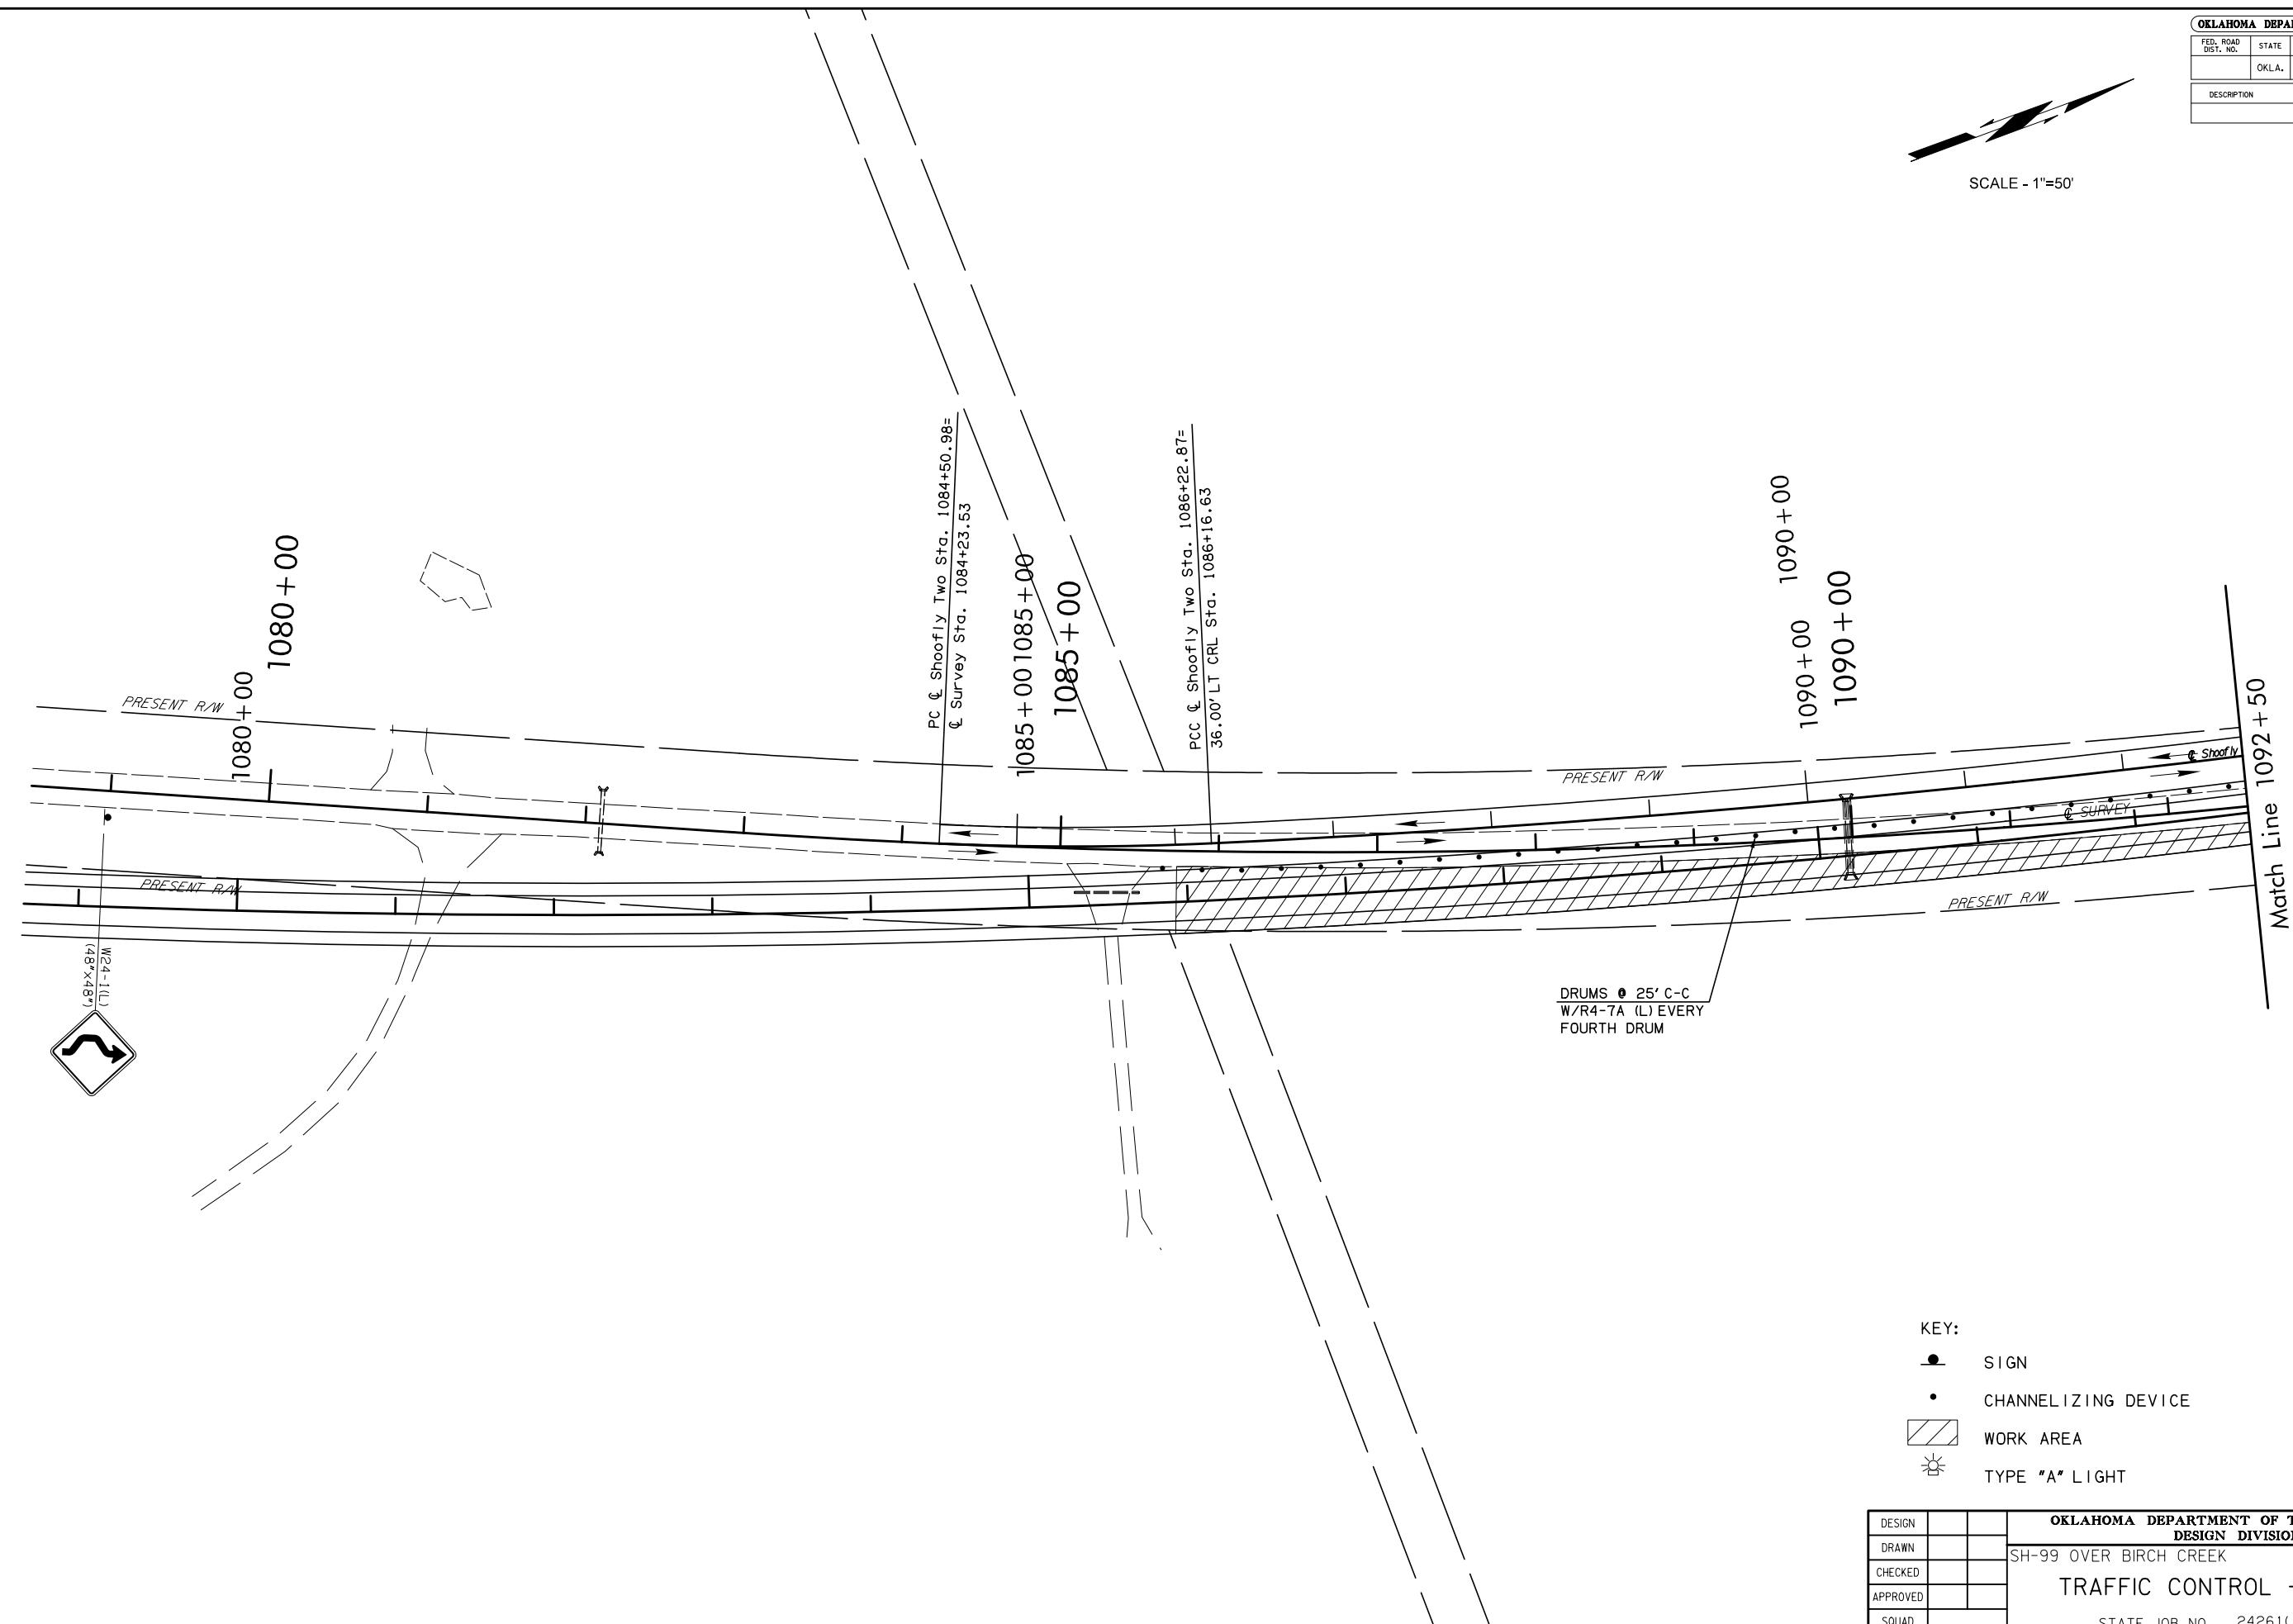 OKLAHOMA DEPA
FED. ROAD
DIST. NO.
STATE
OKLA.
DESCRIPTION
SCALE - 1"=50'
PC ℄ Shoofly Two Sta. 1084+50.98=
℄ Survey Sta. 1084+23.53
PCC ℄ Shoofly Two Sta. 1086+22.87=
36.00' LT CRL Sta. 1086+16.63
1080+00
1080+00
1085+00
1085+00
1085+00
1090+00
1090+00
1090+00
PRESENT R/W
PRESENT R/W
PRESENT R/W
PRESENT R/W
℄ Shoofly
℄ SURVEY
Match Line 1092+50
W24-1(L)
(48"x48")
DRUMS @ 25' C-C
W/R4-7A (L) EVERY
FOURTH DRUM
KEY:
SIGN
CHANNELIZING DEVICE
WORK AREA
TYPE "A" LIGHT
DESIGN
DRAWN
CHECKED
APPROVED
SQUAD
OKLAHOMA DEPARTMENT OF T
DESIGN DIVISIO
SH-99 OVER BIRCH CREEK
TRAFFIC CONTROL -
STATE JOB NO. 24261